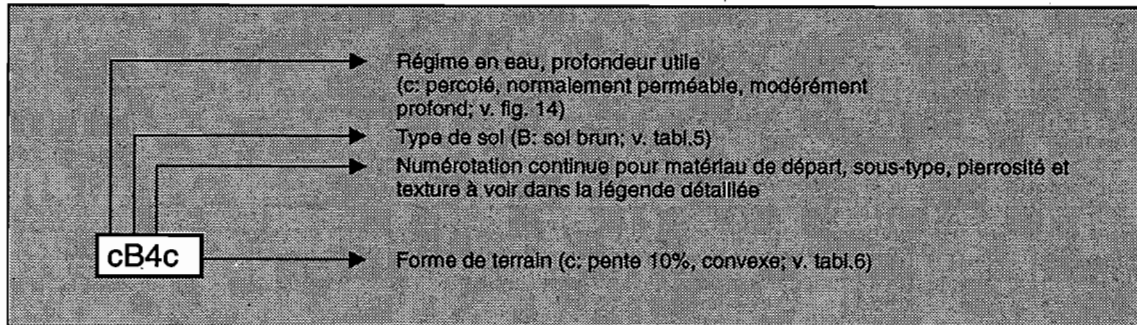 Régime en eau, profondeur utile
(c: percolé, normalement perméable, modérément
profond; v. fig. 14)
Type de sol (B: sol brun; v. tabl.5)
Numérotation continue pour matériau de départ, sous-type, pierrosité et
texture à voir dans la légende détaillée
cB4c
Forme de terrain (c: pente 10%, convexe; v. tabl.6)